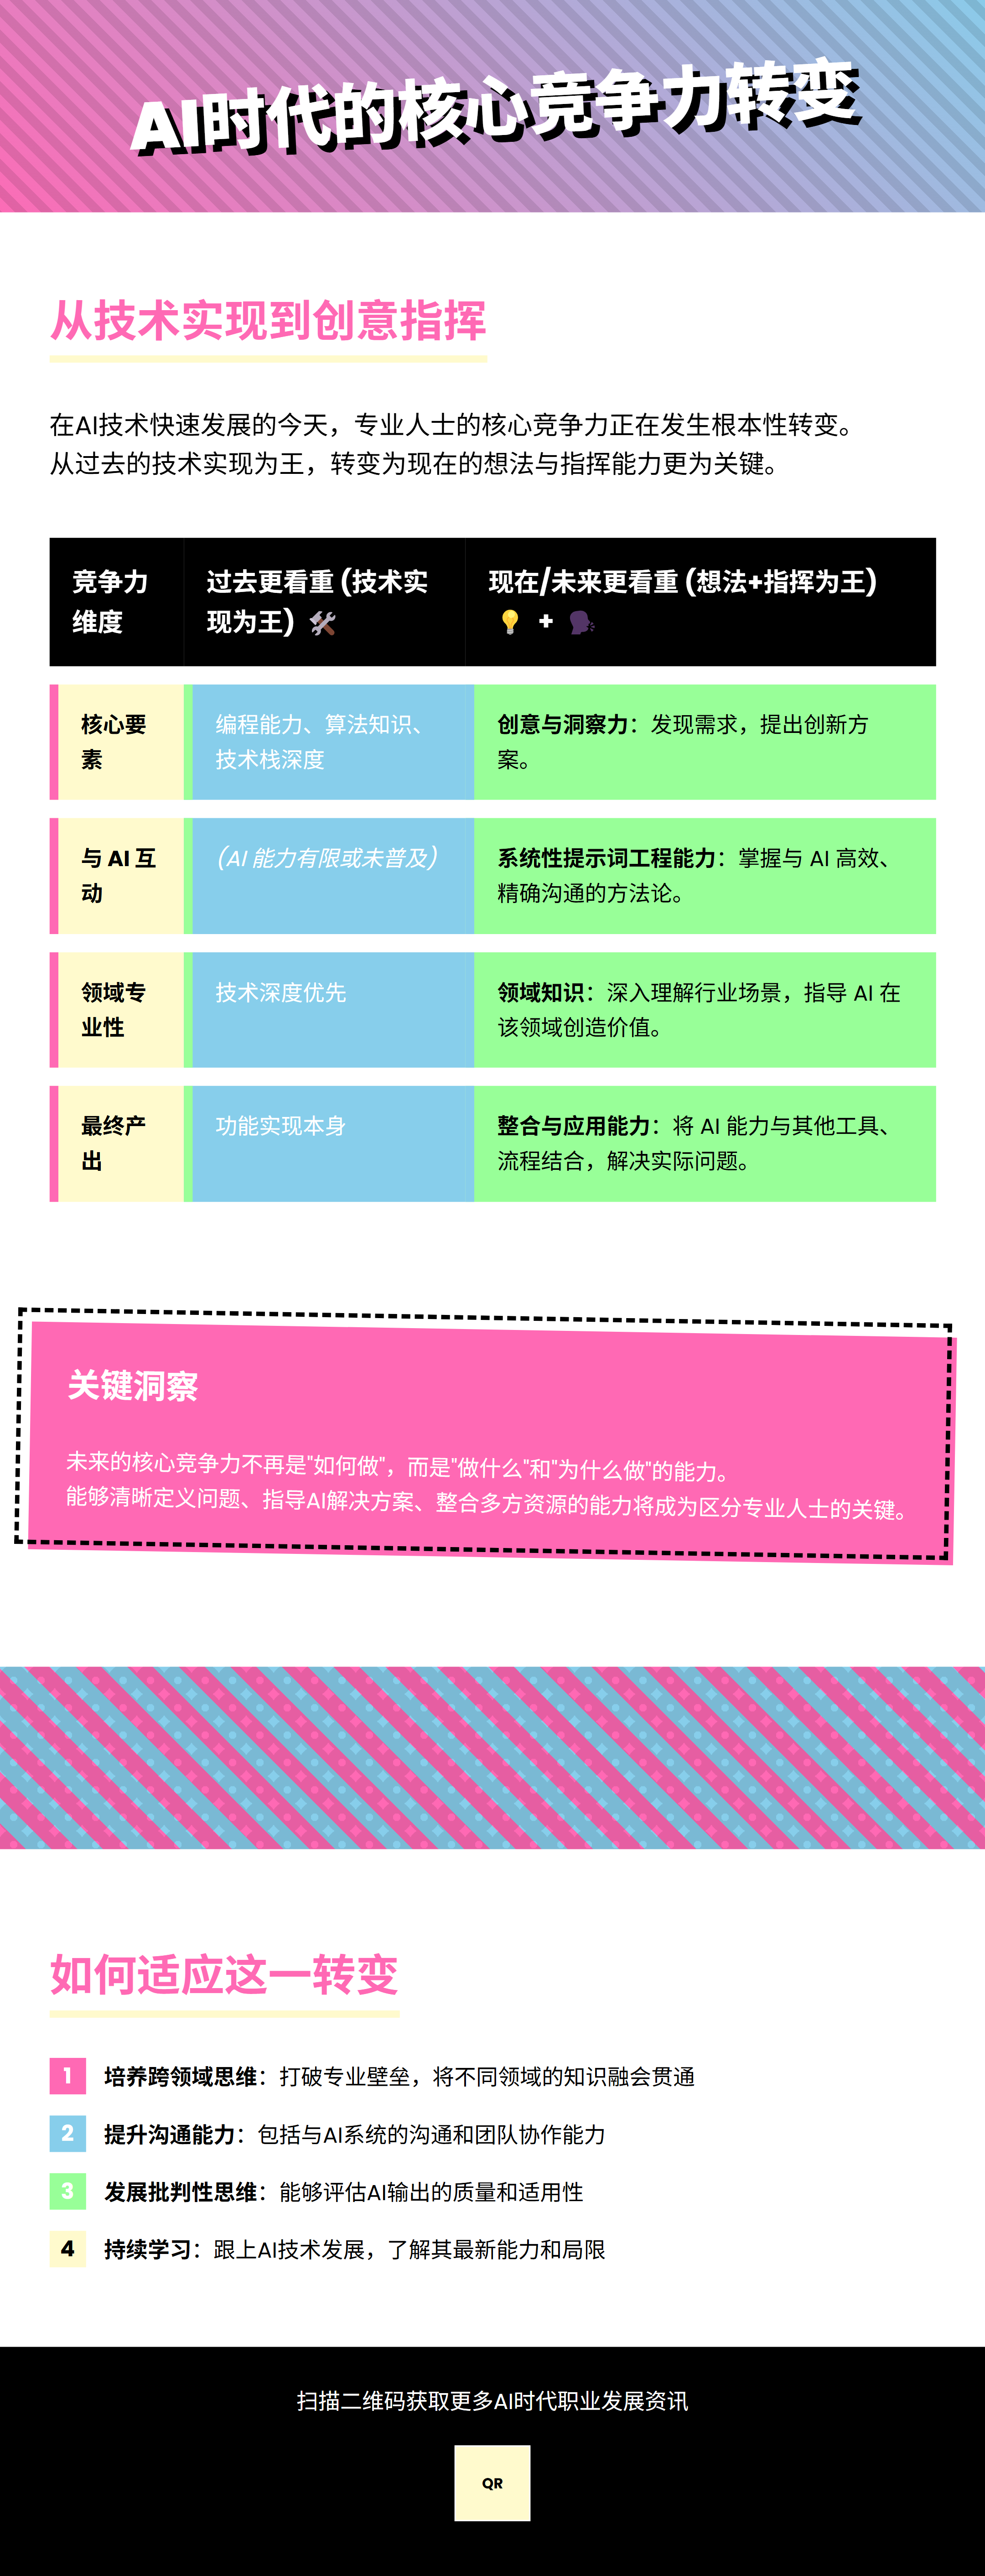 AI时代的核心竞争力转变
从技术实现到创意指挥
在AI技术快速发展的今天，专业人士的核心竞争力正在发生根本性转变。
从过去的技术实现为王，转变为现在的想法与指挥能力更为关键。
竞争力
维度
过去更看重 (技术实
现为王) 🛠️
现在/未来更看重 (想法+指挥为王)
💡 + 🗣️
核心要
素
编程能力、算法知识、
技术栈深度
创意与洞察力：发现需求，提出创新方
案。
与 AI 互
动
（AI 能力有限或未普及）
系统性提示词工程能力：掌握与 AI 高效、
精确沟通的方法论。
领域专
业性
技术深度优先
领域知识：深入理解行业场景，指导 AI 在
该领域创造价值。
最终产
出
功能实现本身
整合与应用能力：将 AI 能力与其他工具、
流程结合，解决实际问题。
关键洞察
未来的核心竞争力不再是"如何做"，而是"做什么"和"为什么做"的能力。
能够清晰定义问题、指导AI解决方案、整合多方资源的能力将成为区分专业人士的关键。
如何适应这一转变
1 培养跨领域思维：打破专业壁垒，将不同领域的知识融会贯通
2 提升沟通能力：包括与AI系统的沟通和团队协作能力
3 发展批判性思维：能够评估AI输出的质量和适用性
4 持续学习：跟上AI技术发展，了解其最新能力和局限
扫描二维码获取更多AI时代职业发展资讯
QR